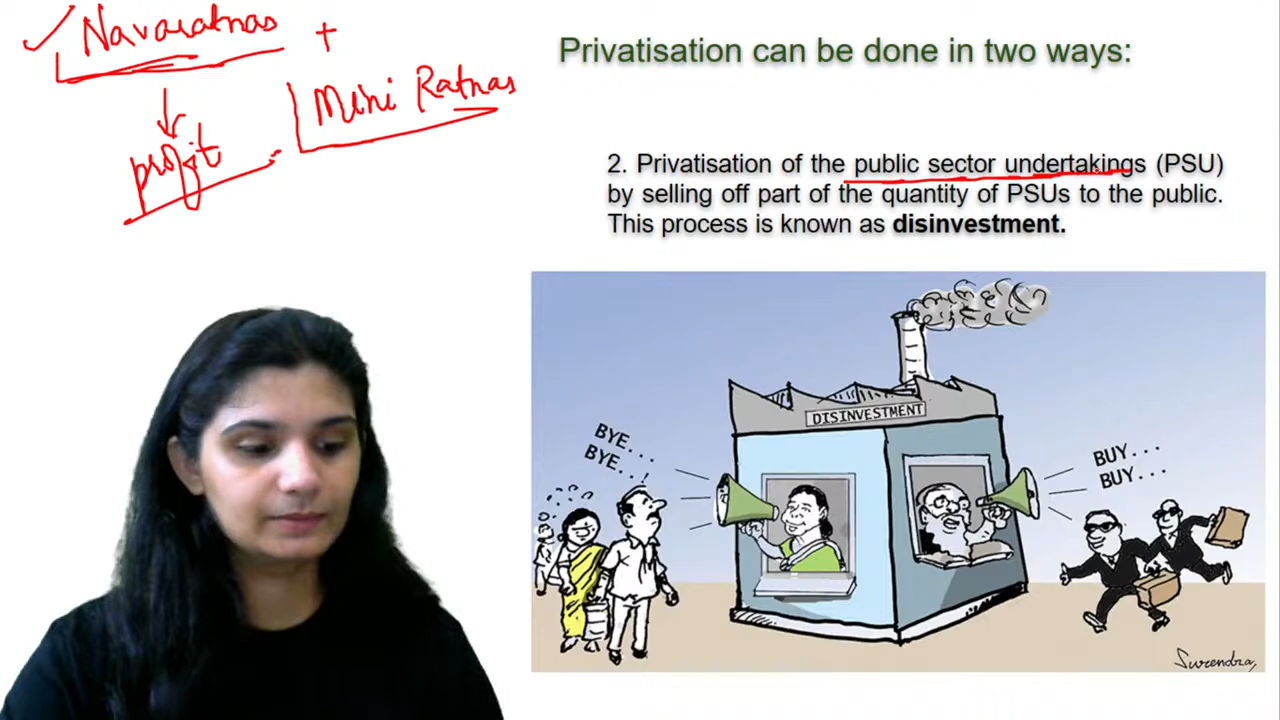 Navaratnas +
Mini Ratnas
profit
Privatisation can be done in two ways:
2. Privatisation of the public sector undertakings (PSU)
by selling off part of the quantity of PSUs to the public.
This process is known as disinvestment.
DISINVESTMENT
BYE...
BYE...
BUY...
BUY...
Surendra,